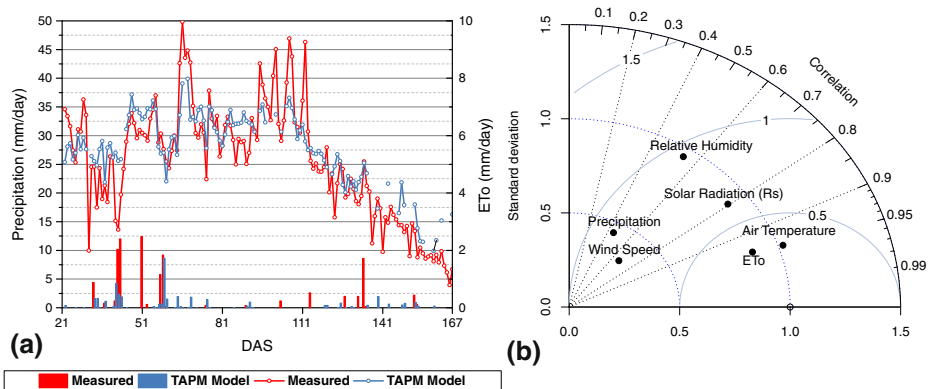 50
45
40
35
30
25
20
15
10
5
0
Precipitation (mm/day)
10
8
6
4
2
0
ETo (mm/day)
21
51
81
111
141
167
DAS
(a)
Measured
TAPM Model
Measured
TAPM Model
1.5
1.0
0.5
0.0
Standard deviation
0.1
0.2
0.3
0.4
0.5
0.6
0.7
0.8
0.9
0.95
0.99
Correlation
1.5
1
0.5
Relative Humidity
Solar Radiation (Rs)
Precipitation
Wind Speed
Air Temperature
ETo
0.0
0.5
1.0
1.5
(b)